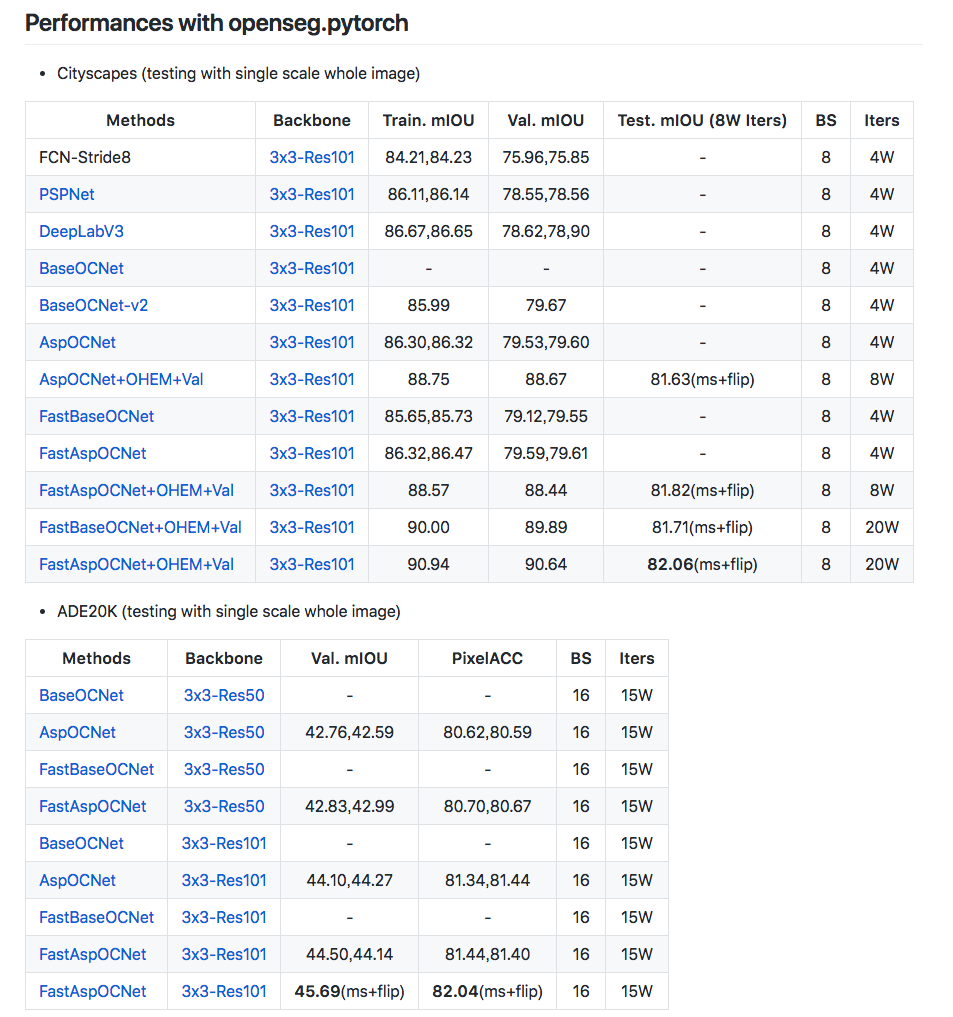 Performances with openseg.pytorch
• Cityscapes (testing with single scale whole image)
Methods Backbone Train. mIOU Val. mIOU Test. mIOU (8W Iters) BS Iters
FCN-Stride8 3x3-Res101 84.21,84.23 75.96,75.85 - 8 4W
PSPNet 3x3-Res101 86.11,86.14 78.55,78.56 - 8 4W
DeepLabV3 3x3-Res101 86.67,86.65 78.62,78,90 - 8 4W
BaseOCNet 3x3-Res101 - - - 8 4W
BaseOCNet-v2 3x3-Res101 85.99 79.67 - 8 4W
AspOCNet 3x3-Res101 86.30,86.32 79.53,79.60 - 8 4W
AspOCNet+OHEM+Val 3x3-Res101 88.75 88.67 81.63(ms+flip) 8 8W
FastBaseOCNet 3x3-Res101 85.65,85.73 79.12,79.55 - 8 4W
FastAspOCNet 3x3-Res101 86.32,86.47 79.59,79.61 - 8 4W
FastAspOCNet+OHEM+Val 3x3-Res101 88.57 88.44 81.82(ms+flip) 8 8W
FastBaseOCNet+OHEM+Val 3x3-Res101 90.00 89.89 81.71(ms+flip) 8 20W
FastAspOCNet+OHEM+Val 3x3-Res101 90.94 90.64 82.06(ms+flip) 8 20W
• ADE20K (testing with single scale whole image)
Methods Backbone Val. mIOU PixelACC BS Iters
BaseOCNet 3x3-Res50 - - 16 15W
AspOCNet 3x3-Res50 42.76,42.59 80.62,80.59 16 15W
FastBaseOCNet 3x3-Res50 - - 16 15W
FastAspOCNet 3x3-Res50 42.83,42.99 80.70,80.67 16 15W
BaseOCNet 3x3-Res101 - - 16 15W
AspOCNet 3x3-Res101 44.10,44.27 81.34,81.44 16 15W
FastBaseOCNet 3x3-Res101 - - 16 15W
FastAspOCNet 3x3-Res101 44.50,44.14 81.44,81.40 16 15W
FastAspOCNet 3x3-Res101 45.69(ms+flip) 82.04(ms+flip) 16 15W